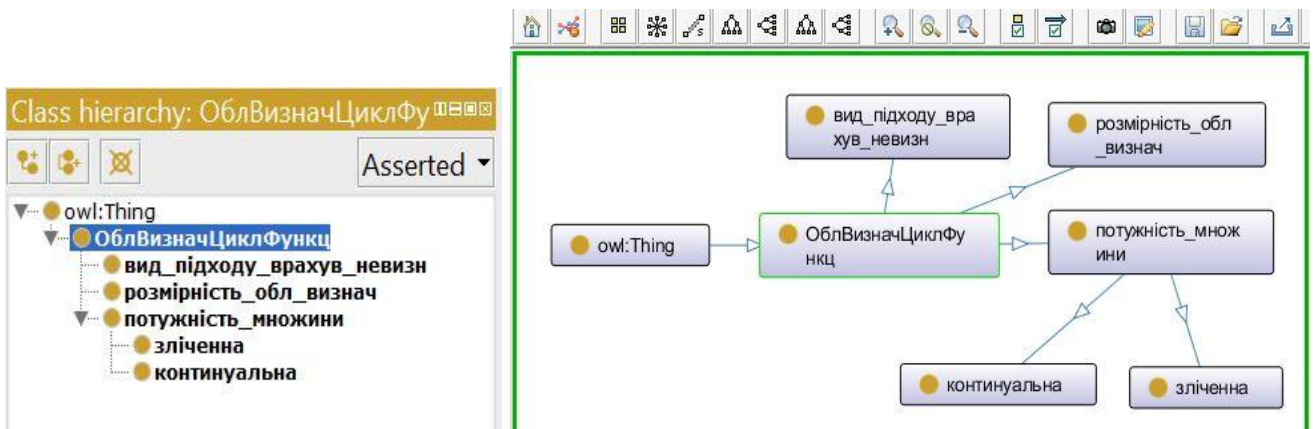 Class hierarchy: ОблВизначЦиклФу
Asserted
owl:Thing
ОблВизначЦиклФункц
вид_підходу_врахув_невизн
розмірність_обл_визнач
потужність_множини
зліченна
континуальна
вид_підходу_вра
хув_невизн
розмірність_обл
_визнач
owl:Thing
ОблВизначЦиклФу
нкц
потужність_множ
ини
континуальна
зліченна